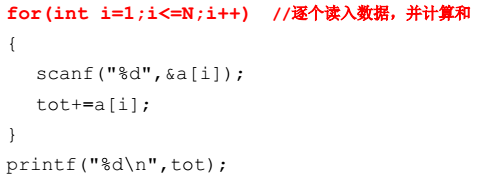 for(int i=1;i<=N;i++)  //逐个读入数据，并计算和
{
  scanf("%d",&a[i]);
  tot+=a[i];
}
printf("%d\n",tot);